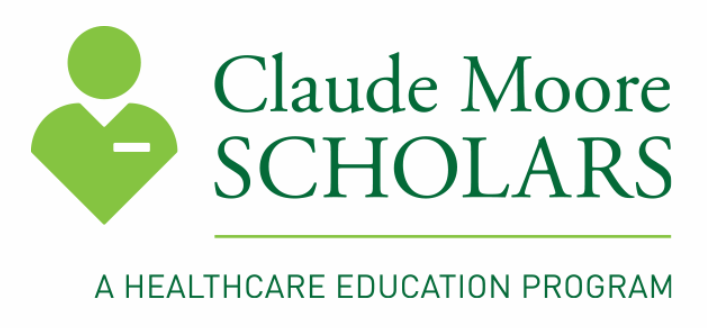 Claude Moore
SCHOLARS
A HEALTHCARE EDUCATION PROGRAM